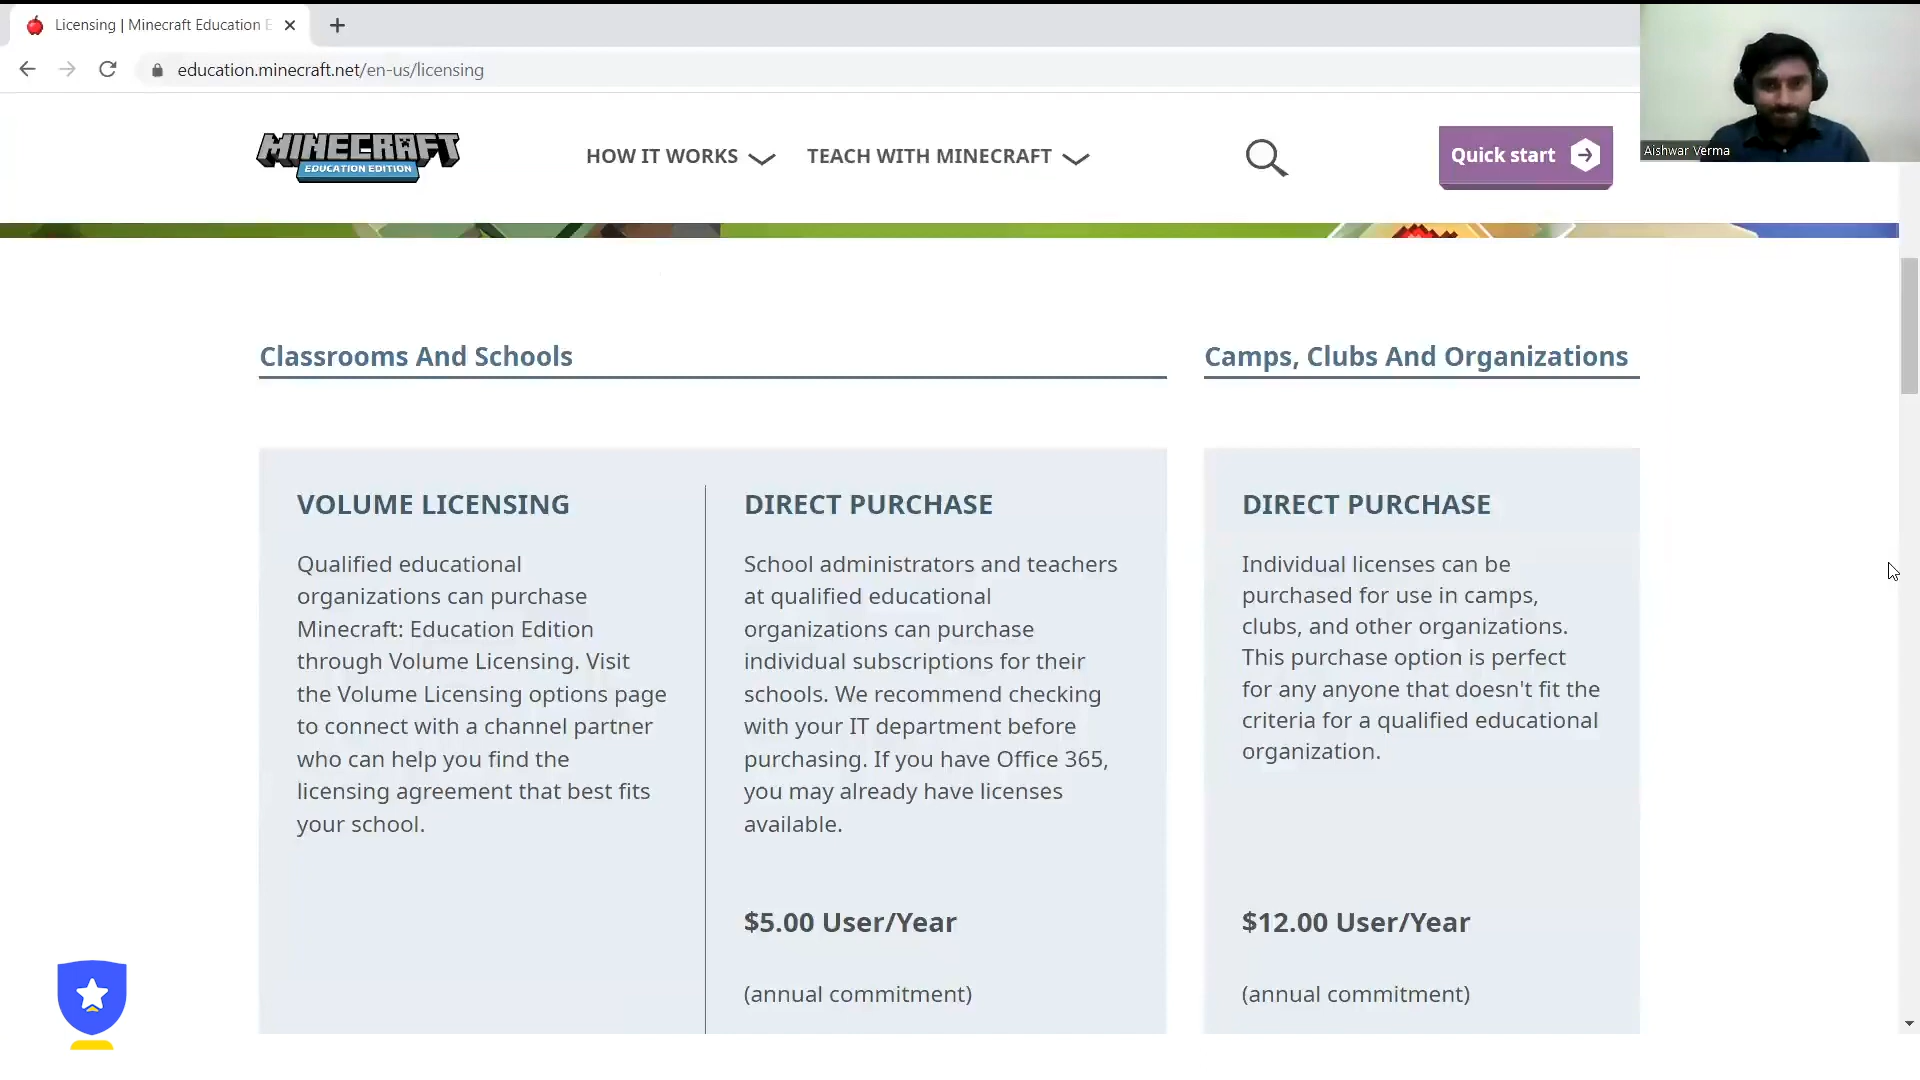 Licensing | Minecraft Education E
education.minecraft.net/en-us/licensing
MINECRAFT
EDUCATION EDITION
HOW IT WORKS
TEACH WITH MINECRAFT
Quick start
Aishwar Verma
Classrooms And Schools
Camps, Clubs And Organizations
VOLUME LICENSING
Qualified educational
organizations can purchase
Minecraft: Education Edition
through Volume Licensing. Visit
the Volume Licensing options page
to connect with a channel partner
who can help you find the
licensing agreement that best fits
your school.
DIRECT PURCHASE
School administrators and teachers
at qualified educational
organizations can purchase
individual subscriptions for their
schools. We recommend checking
with your IT department before
purchasing. If you have Office 365,
you may already have licenses
available.
$5.00 User/Year
(annual commitment)
DIRECT PURCHASE
Individual licenses can be
purchased for use in camps,
clubs, and other organizations.
This purchase option is perfect
for any anyone that doesn't fit the
criteria for a qualified educational
organization.
$12.00 User/Year
(annual commitment)